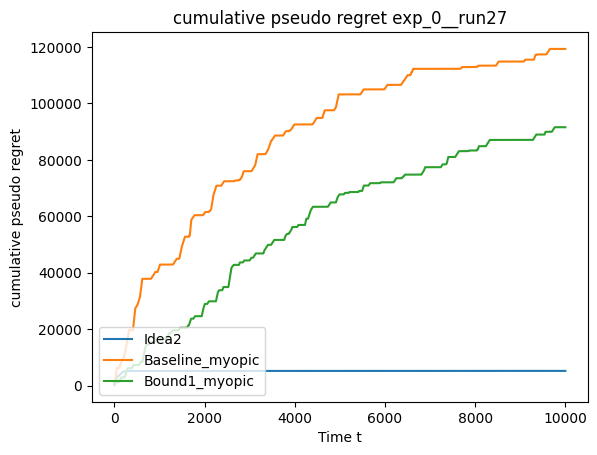 cumulative pseudo regret exp_0__run27
120000
100000
80000
60000
40000
20000
0
cumulative pseudo regret
Idea2
Baseline_myopic
Bound1_myopic
0
2000
4000
6000
8000
10000
Time t